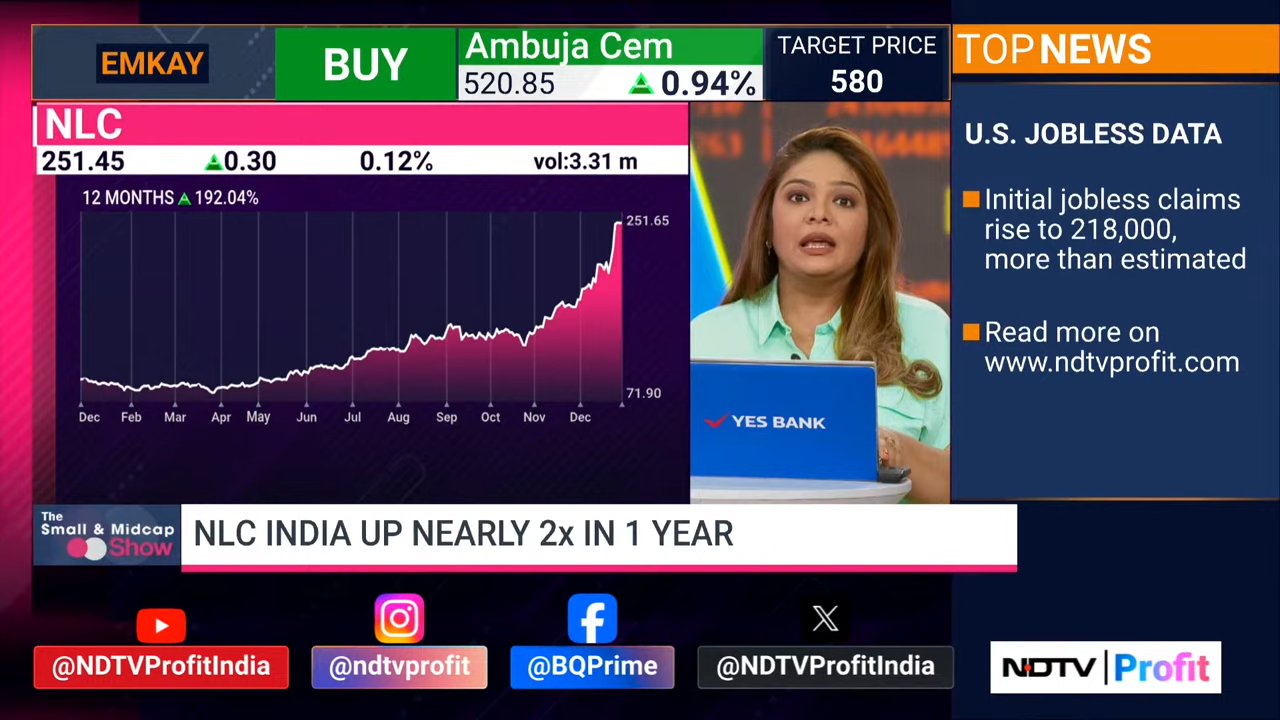 EMKAY
BUY
Ambuja Cem
520.85 0.94%
TARGET PRICE
580
TOP NEWS
NLC
251.45 0.30 0.12% vol:3.31 m
12 MONTHS 192.04%
251.65
71.90
Dec Feb Mar Apr May Jun Jul Aug Sep Oct Nov Dec
YES BANK
U.S. JOBLESS DATA
Initial jobless claims
rise to 218,000,
more than estimated
Read more on
www.ndtvprofit.com
The
Small & Midcap
Show
NLC INDIA UP NEARLY 2x IN 1 YEAR
@NDTVProfitIndia
@ndtvprofit
@BQPrime
@NDTVProfitIndia
NDTV Profit